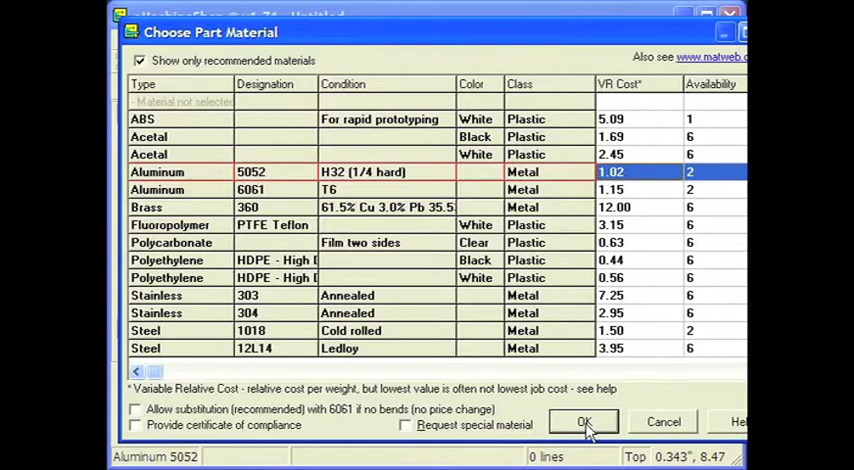 Choose Part Material
Show only recommended materials
Also see www.matweb.c
Type Designation Condition Color Class VR Cost* Availability
- Material not selected
ABS For rapid prototyping White Plastic 5.09 1
Acetal Black Plastic 1.69 6
Acetal White Plastic 2.45 6
Aluminum 5052 H32 (1/4 hard) Metal 1.02 2
Aluminum 6061 T6 Metal 1.15 2
Brass 360 61.5% Cu 3.0% Pb 35.5 Metal 12.00 6
Fluoropolymer PTFE Teflon White Plastic 3.15 6
Polycarbonate Film two sides Clear Plastic 0.63 6
Polyethylene HDPE - High D Black Plastic 0.44 6
Polyethylene HDPE - High D White Plastic 0.56 6
Stainless 303 Annealed Metal 7.25 6
Stainless 304 Annealed Metal 2.95 6
Steel 1018 Cold rolled Metal 1.50 2
Steel 12L14 Ledloy Metal 3.95 6
* Variable Relative Cost - relative cost per weight, but lowest value is often not lowest job cost - see help
Allow substitution (recommended) with 6061 if no bends (no price change)
Provide certificate of compliance
Request special material
OK Cancel Hel
Aluminum 5052 0 lines Top 0.343", 8.47